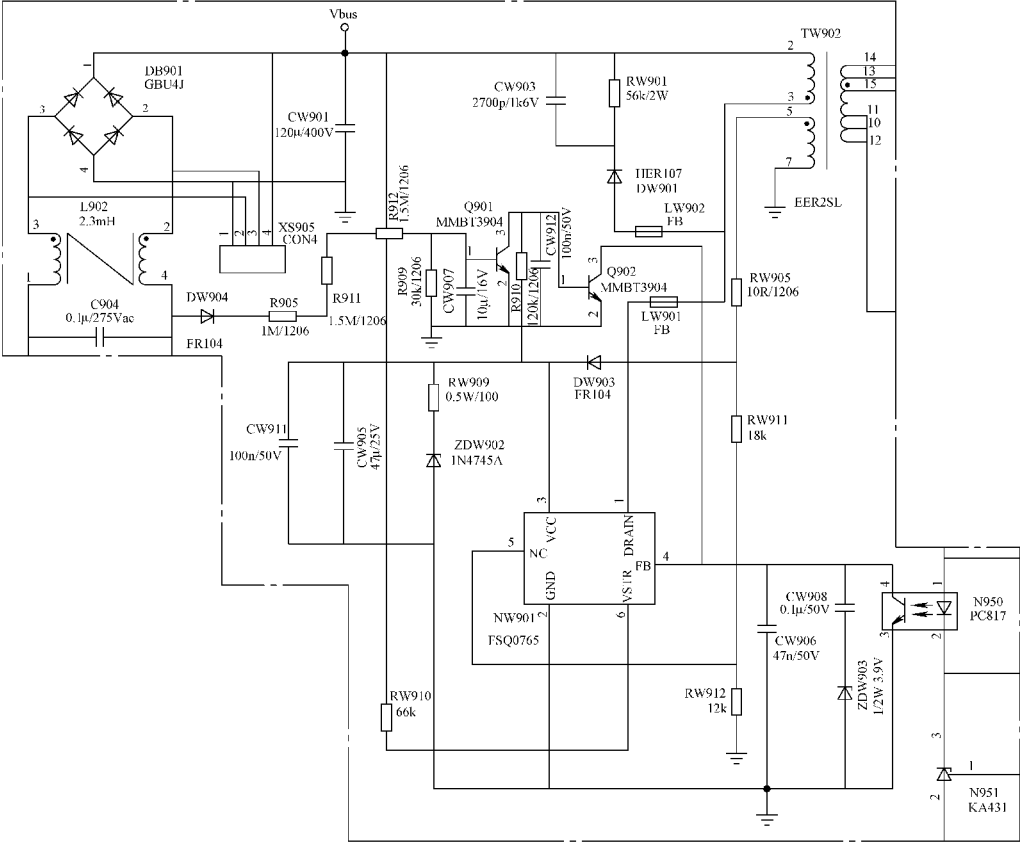 Vbus
TW902
2
14
13
15
3
5
11
10
12
7
EER2SL
1
DB901
GBU4J
3
2
4
CW901
120μ/400V
CW903
2700p/1k6V
RW901
56k/2W
HER107
DW901
LW902
FB
L902
2.3mH
3
2
1
4
XS905
CON4
1
2
3
4
R912
1.5M/1206
Q901
MMBT3904
3
1
2
CW912
100n/50V
Q902
MMBT3904
3
1
2
R909
30k/1206
CW907
10μ/16V
R910
120k/1206
LW901
FB
RW905
10R/1206
C904
0.1μ/275Vac
DW904
FR104
R905
1M/1206
R911
1.5M/1206
DW903
FR104
RW909
0.5W/100
RW911
18k
CW911
100n/50V
CW905
47μ/25V
ZDW902
1N4745A
3
1
VCC
DRAIN
5
NC
FB
4
GND
VSTR
2
6
NW901
FSQ0765
CW908
0.1μ/50V
CW906
47n/50V
4
1
3
2
N950
PC817
ZDW903
1/2W 3.9V
RW910
66k
RW912
12k
3
1
2
N951
KA431